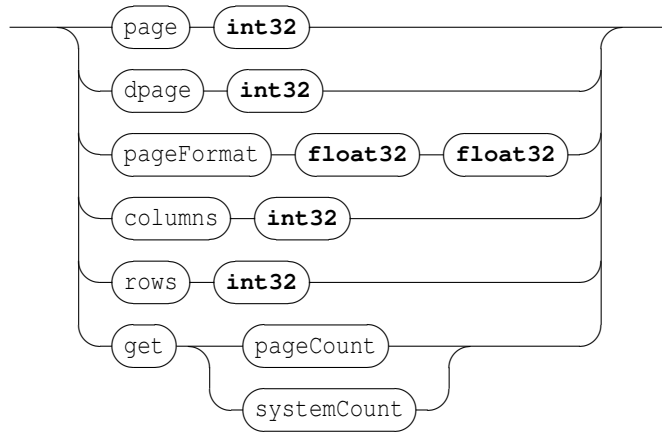 page int32
dpage int32
pageFormat float32 float32
columns int32
rows int32
get pageCount
systemCount